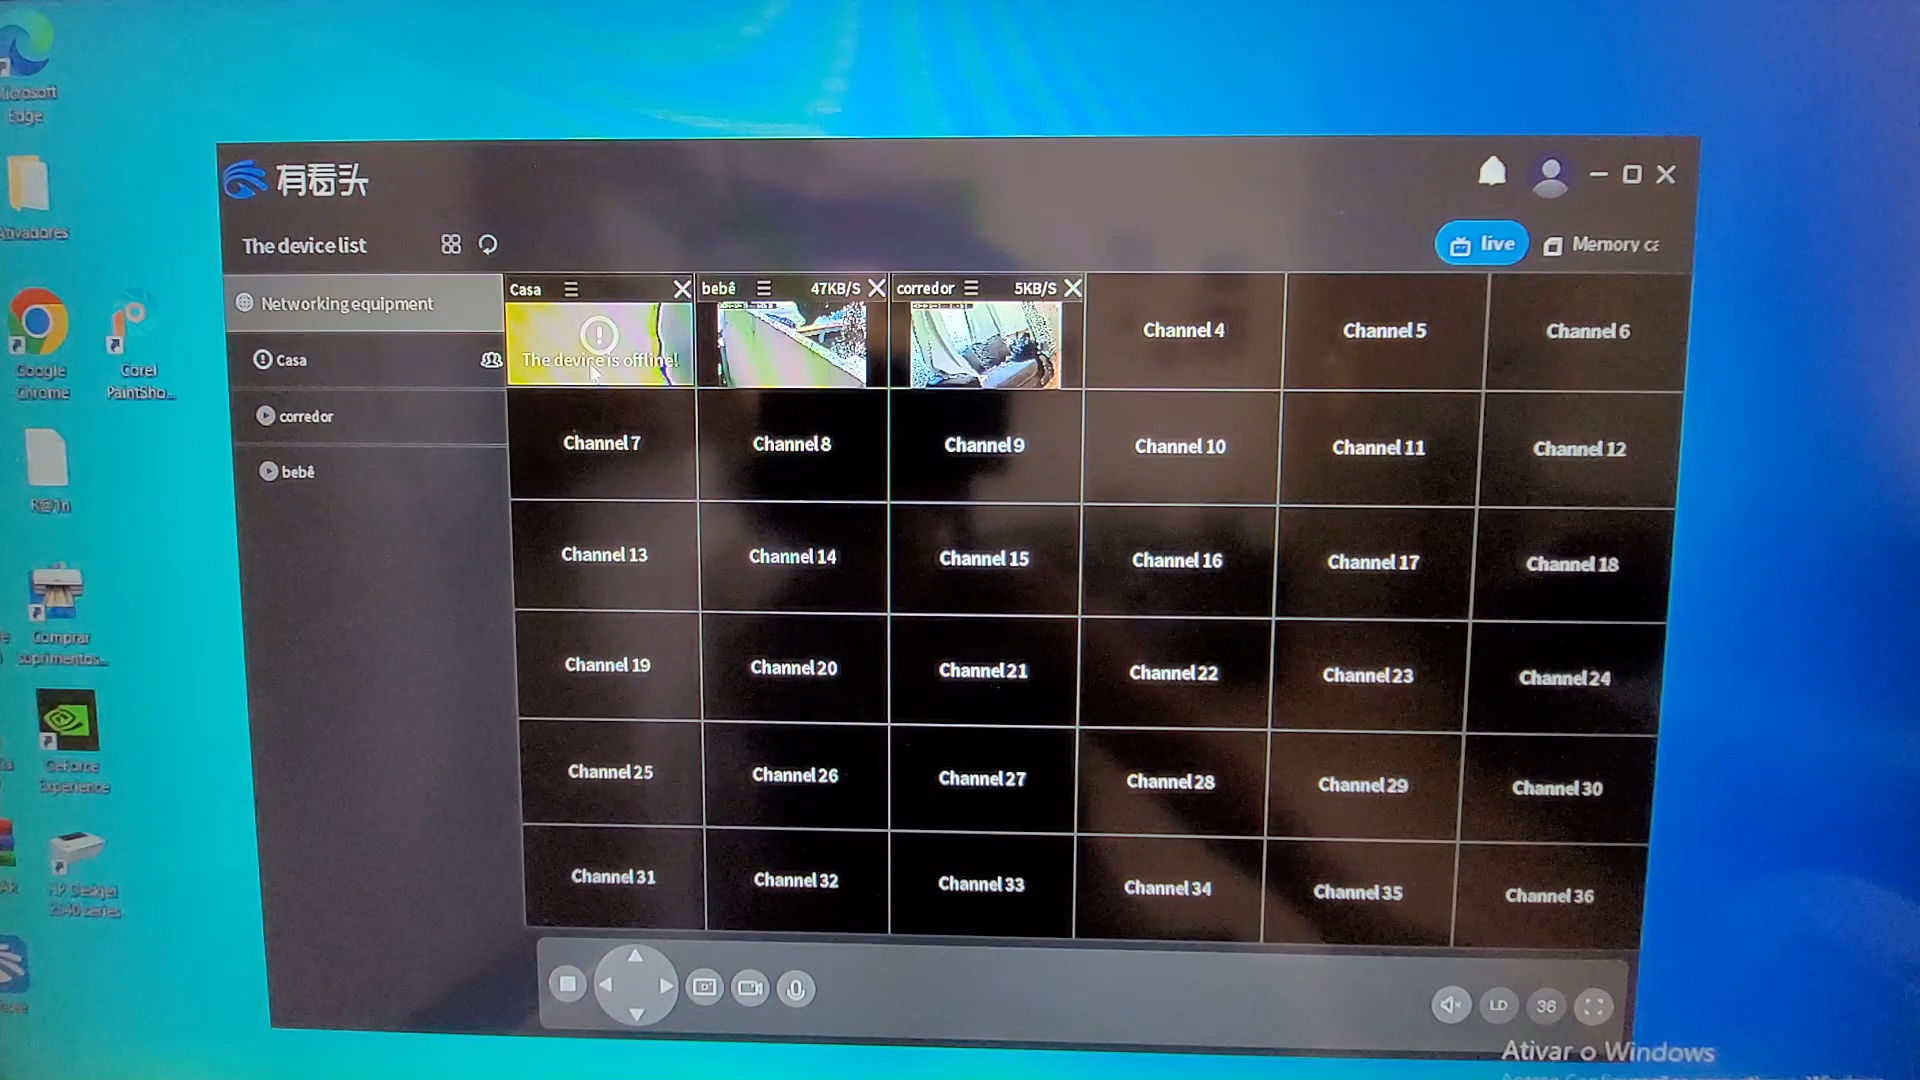 Microsoft
Edge
Ativadores
Google
Chrome
Corel
PaintSho...
Comprar
suprimentos...
GeForce
Experience
HP Deskjet
2540 series
有看头
The device list
live
Memory ca
Networking equipment
Casa
corredor
bebê
Casa
bebê 47KB/S
corredor 5KB/S
The device is offline!
Channel 4
Channel 5
Channel 6
Channel 7
Channel 8
Channel 9
Channel 10
Channel 11
Channel 12
Channel 13
Channel 14
Channel 15
Channel 16
Channel 17
Channel 18
Channel 19
Channel 20
Channel 21
Channel 22
Channel 23
Channel 24
Channel 25
Channel 26
Channel 27
Channel 28
Channel 29
Channel 30
Channel 31
Channel 32
Channel 33
Channel 34
Channel 35
Channel 36
LD
36
Ativar o Windows